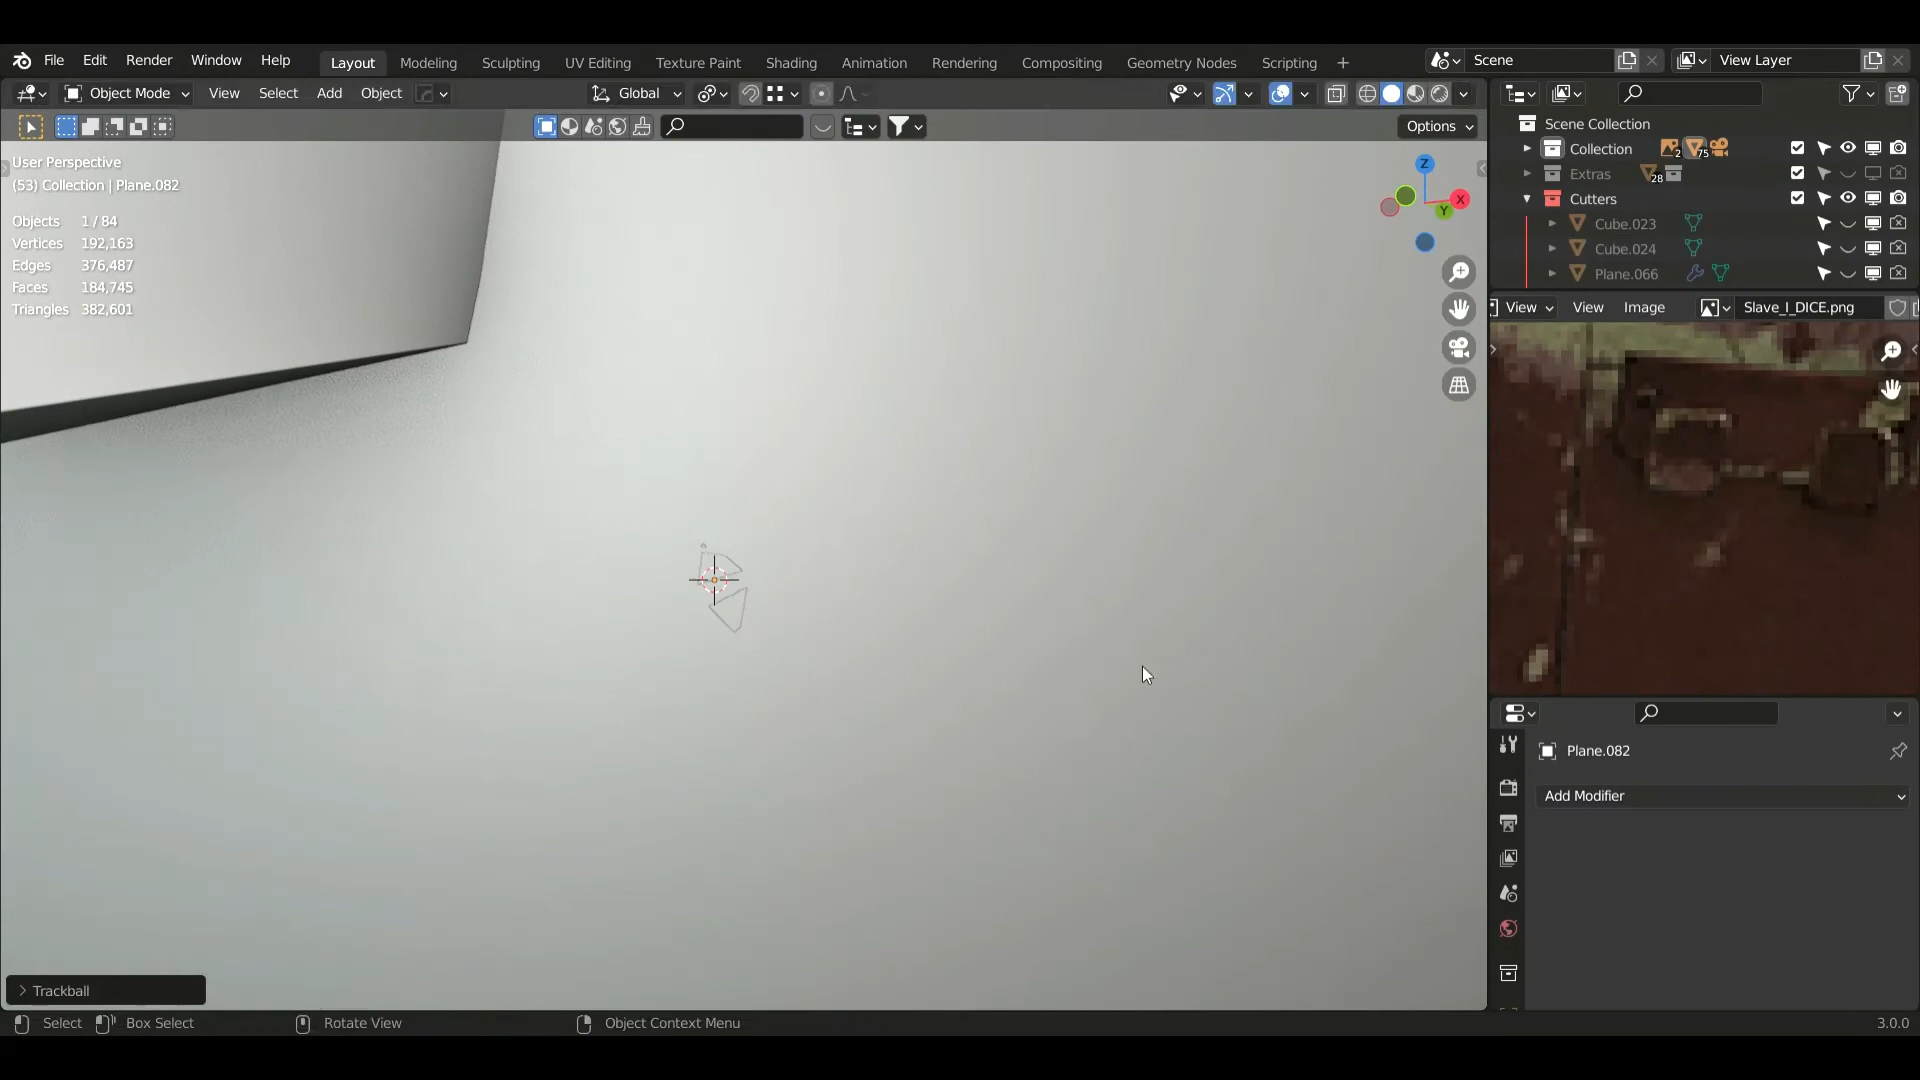 File Edit Render Window Help Layout Modeling Sculpting UV Editing Texture Paint Shading Animation Rendering Compositing Geometry Nodes Scripting + Scene View Layer
Object Mode View Select Add Object Global
Options
User Perspective
(53) Collection | Plane.082
Objects 1 / 84
Vertices 192,163
Edges 376,487
Faces 184,745
Triangles 382,601
Z
X
Y
Scene Collection
Collection 2 75
Extras 28
Cutters
Cube.023
Cube.024
Plane.066
View View Image Slave_I_DICE.png
Plane.082
Add Modifier
Trackball
Select Box Select Rotate View Object Context Menu 3.0.0